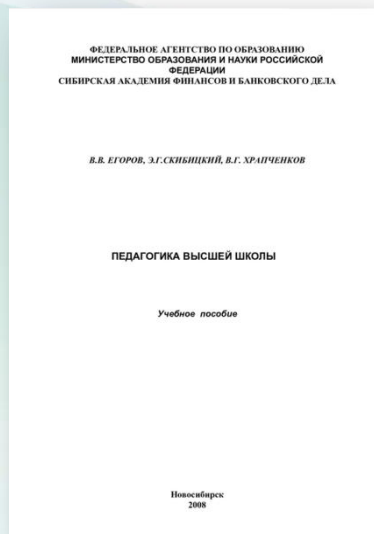 ФЕДЕРАЛЬНОЕ АГЕНТСТВО ПО ОБРАЗОВАНИЮ
МИНИСТЕРСТВО ОБРАЗОВАНИЯ И НАУКИ РОССИЙСКОЙ
ФЕДЕРАЦИИ
СИБИРСКАЯ АКАДЕМИЯ ФИНАНСОВ И БАНКОВСКОГО ДЕЛА
В.В. ЕГОРОВ, Э.Г.СКИБИЦКИЙ, В.Г. ХРАПЧЕНКОВ
ПЕДАГОГИКА ВЫСШЕЙ ШКОЛЫ
Учебное пособие
Новосибирск
2008